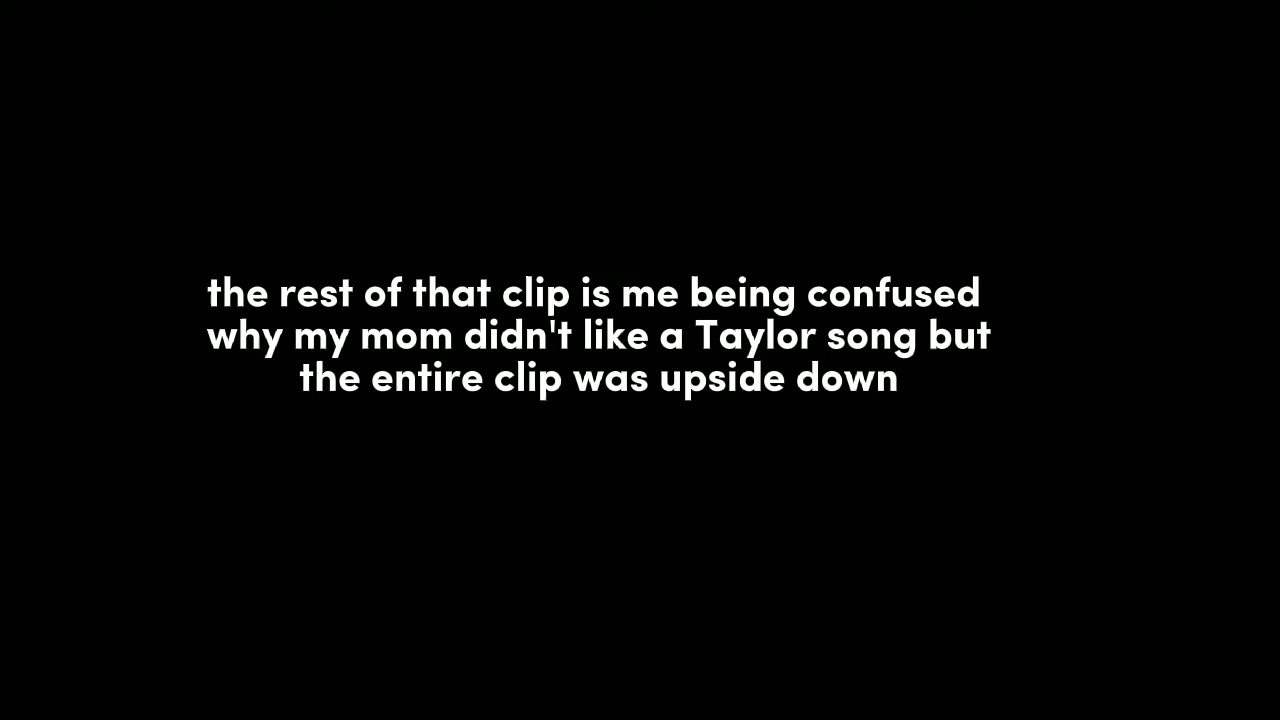 the rest of that clip is me being confused
why my mom didn't like a Taylor song but
the entire clip was upside down